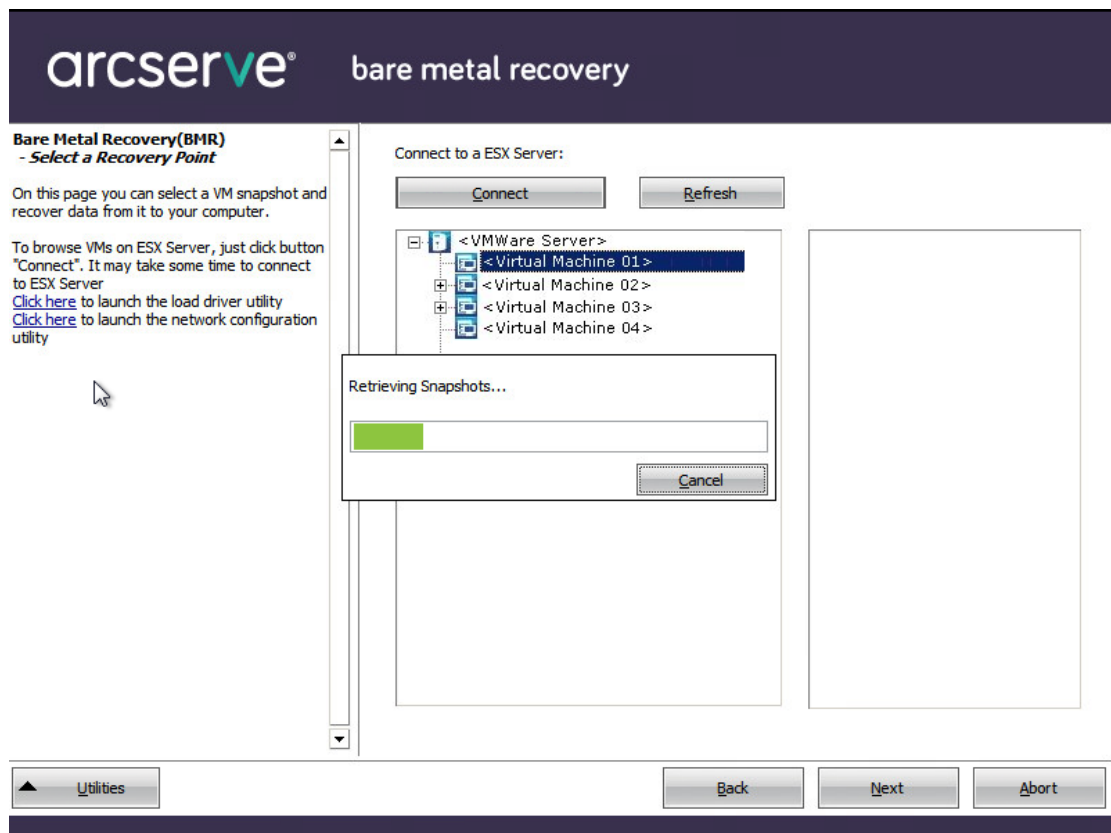 arcserve® bare metal recovery
Bare Metal Recovery(BMR)
- Select a Recovery Point
On this page you can select a VM snapshot and
recover data from it to your computer.
To browse VMs on ESX Server, just click button
"Connect". It may take some time to connect
to ESX Server
Click here to launch the load driver utility
Click here to launch the network configuration
utility
Connect to a ESX Server:
Connect Refresh
<VMWare Server>
<Virtual Machine 01>
<Virtual Machine 02>
<Virtual Machine 03>
<Virtual Machine 04>
Retrieving Snapshots...
Cancel
Utilities Back Next Abort